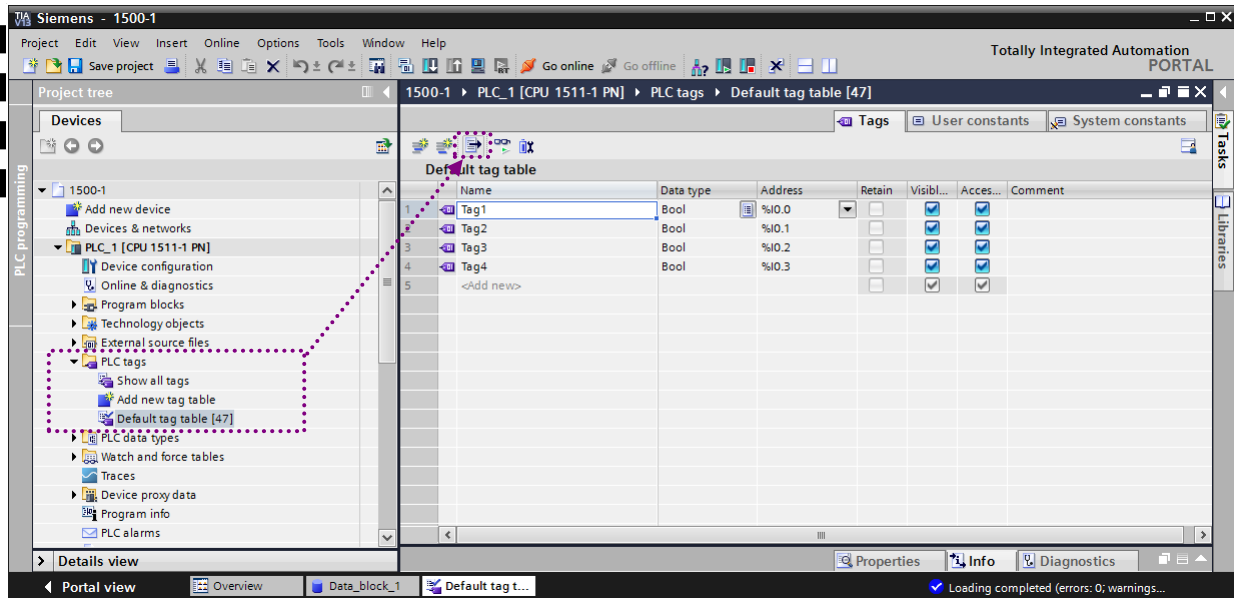 Siemens - 1500-1
Project Edit View Insert Online Options Tools Window Help
Totally Integrated Automation
PORTAL
Save project Go online Go offline
Project tree
1500-1 PLC_1 [CPU 1511-1 PN] PLC tags Default tag table [47]
Devices
Tags User constants System constants
Default tag table
Name Data type Address Retain Visibl... Acces... Comment
1 Tag1 Bool %I0.0
2 Tag2 Bool %I0.1
3 Tag3 Bool %I0.2
4 Tag4 Bool %I0.3
5 <Add new>
1500-1
Add new device
Devices & networks
PLC_1 [CPU 1511-1 PN]
Device configuration
Online & diagnostics
Program blocks
Technology objects
External source files
PLC tags
Show all tags
Add new tag table
Default tag table [47]
PLC data types
Watch and force tables
Traces
Device proxy data
Program info
PLC alarms
Details view
PLC programming
Tasks
Libraries
Properties Info Diagnostics
Portal view Overview Data_block_1 Default tag t... Loading completed (errors: 0; warnings...